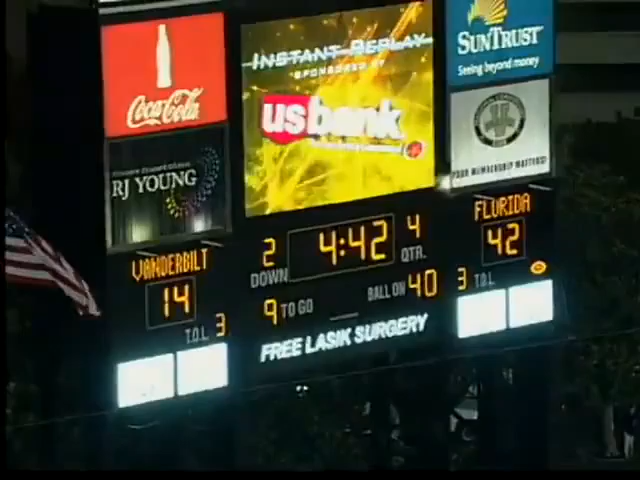 Coca-Cola
RJ YOUNG
INSTANT REPLAY
SPONSORED BY
usbank
SUNTRUST
Seeing beyond money
YOUR MEMBERSHIP MATTERS!
VANDERBILT
14
T.O.L 3
2
DOWN
4:42
4
QTR.
9 TO GO
BALL ON 40
FLORIDA
42
3 T.O.L
FREE LASIK SURGERY